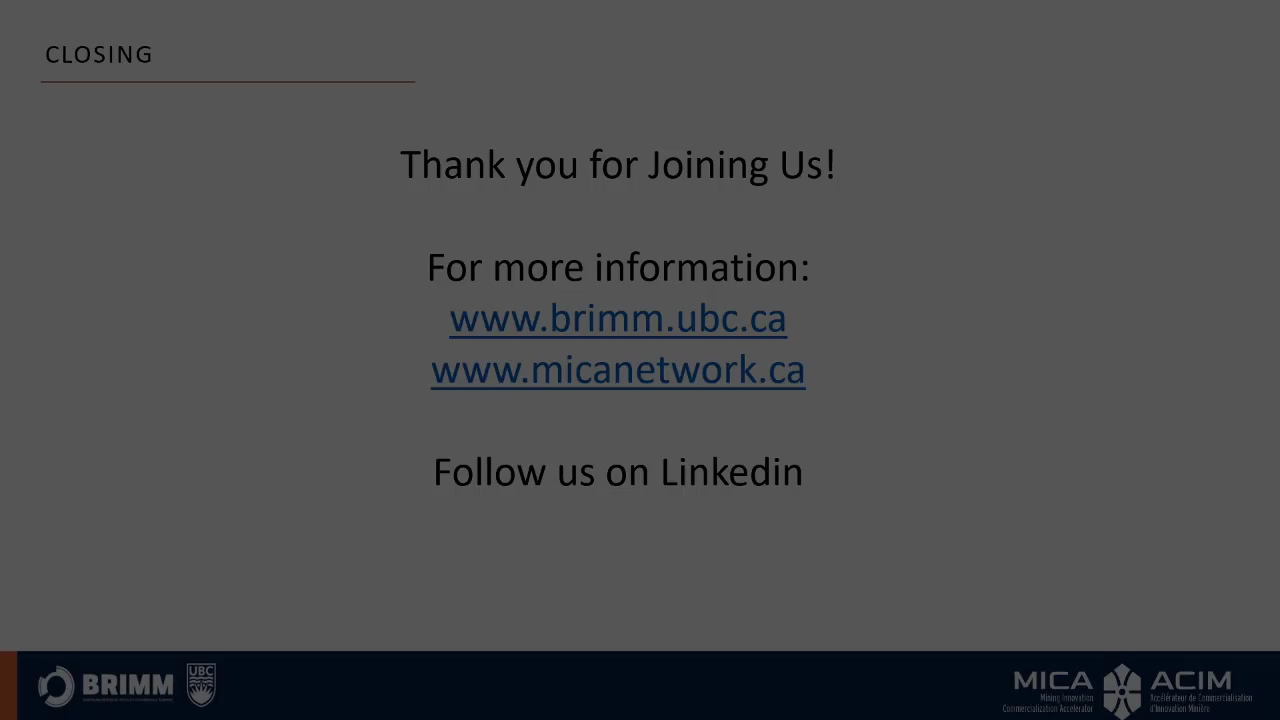 CLOSING
Thank you for Joining Us!
For more information:
www.brimm.ubc.ca
www.micanetwork.ca
Follow us on Linkedin
BRIMM
UBC
MICA
Mining Innovation
Commercialization Accelerator
ACIM
Accélérateur de Commercialisation
d'Innovation Minière